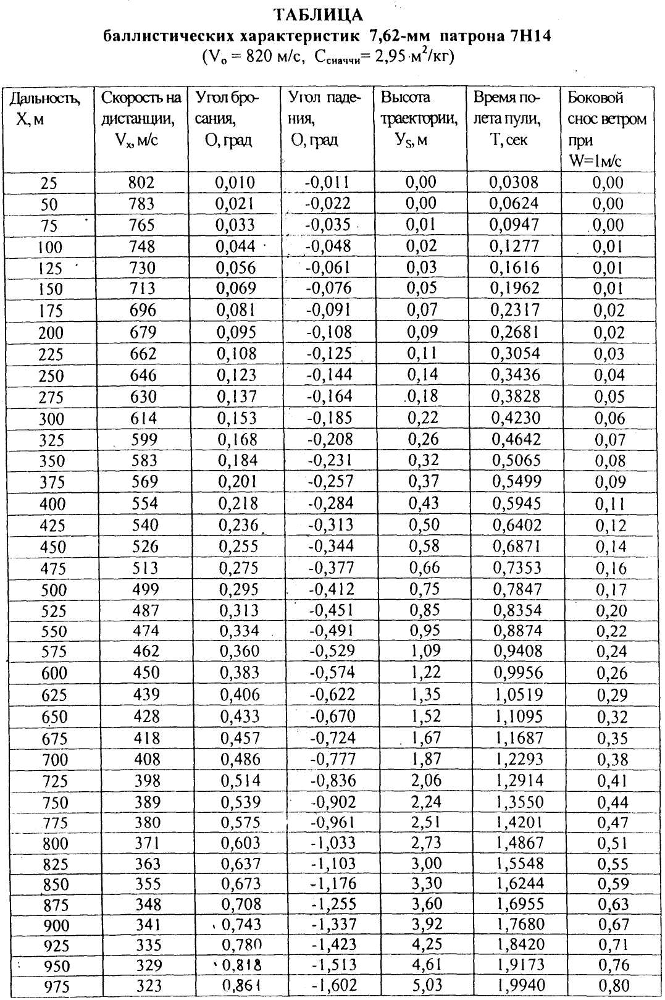 ТАБЛИЦА
баллистических характеристик 7,62-мм патрона 7Н14
(Vо = 820 м/с, Ссиаччи= 2,95 м²/кг)
Дальность, Скорость на Угол бро- Угол паде- Высота Время по- Боковой
X, м дистанции, сания, ния, траектории, лета пули, снос ветром
Vx, м/с О, град О, град Уs, м Т, сек при
W=1м/с
25 802 0,010 -0,011 0,00 0,0308 0,00
50 783 0,021 -0,022 0,00 0,0624 0,00
75 765 0,033 -0,035 0,01 0,0947 0,00
100 748 0,044 -0,048 0,02 0,1277 0,01
125 730 0,056 -0,061 0,03 0,1616 0,01
150 713 0,069 -0,076 0,05 0,1962 0,01
175 696 0,081 -0,091 0,07 0,2317 0,02
200 679 0,095 -0,108 0,09 0,2681 0,02
225 662 0,108 -0,125 0,11 0,3054 0,03
250 646 0,123 -0,144 0,14 0,3436 0,04
275 630 0,137 -0,164 0,18 0,3828 0,05
300 614 0,153 -0,185 0,22 0,4230 0,06
325 599 0,168 -0,208 0,26 0,4642 0,07
350 583 0,184 -0,231 0,32 0,5065 0,08
375 569 0,201 -0,257 0,37 0,5499 0,09
400 554 0,218 -0,284 0,43 0,5945 0,11
425 540 0,236 -0,313 0,50 0,6402 0,12
450 526 0,255 -0,344 0,58 0,6871 0,14
475 513 0,275 -0,377 0,66 0,7353 0,16
500 499 0,295 -0,412 0,75 0,7847 0,17
525 487 0,313 -0,451 0,85 0,8354 0,20
550 474 0,334 -0,491 0,95 0,8874 0,22
575 462 0,360 -0,529 1,09 0,9408 0,24
600 450 0,383 -0,574 1,22 0,9956 0,26
625 439 0,406 -0,622 1,35 1,0519 0,29
650 428 0,433 -0,670 1,52 1,1095 0,32
675 418 0,457 -0,724 1,67 1,1687 0,35
700 408 0,486 -0,777 1,87 1,2293 0,38
725 398 0,514 -0,836 2,06 1,2914 0,41
750 389 0,539 -0,902 2,24 1,3550 0,44
775 380 0,575 -0,961 2,51 1,4201 0,47
800 371 0,603 -1,033 2,73 1,4867 0,51
825 363 0,637 -1,103 3,00 1,5548 0,55
850 355 0,673 -1,176 3,30 1,6244 0,59
875 348 0,708 -1,255 3,60 1,6955 0,63
900 341 0,743 -1,337 3,92 1,7680 0,67
925 335 0,780 -1,423 4,25 1,8420 0,71
950 329 0,818 -1,513 4,61 1,9173 0,76
975 323 0,861 -1,602 5,03 1,9940 0,80